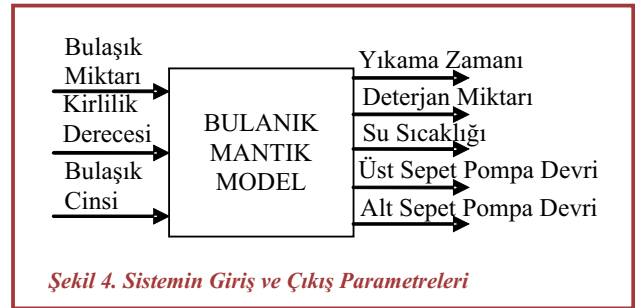 Bulaşık
Miktarı
Kirlilik
Derecesi
Bulaşık
Cinsi
BULANIK
MANTIK
MODEL
Yıkama Zamanı
Deterjan Miktarı
Su Sıcaklığı
Üst Sepet Pompa Devri
Alt Sepet Pompa Devri
Şekil 4. Sistemin Giriş ve Çıkış Parametreleri